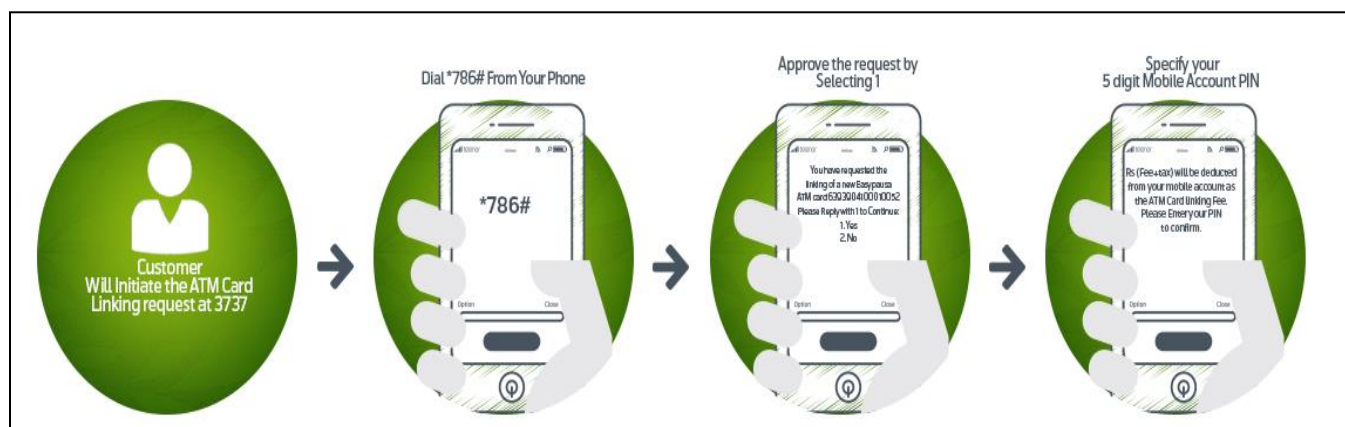 Customer
Will Initiate the ATM Card
Linking request at 3737
Dial *786# From Your Phone
*786#
Option Close
Approve the request by
Selecting 1
You have requested the
linking of a new Easypaisa
ATM card
Please Reply with 1 to Continue:
1. Yes
2. No
Option Close
Specify your
5 digit Mobile Account PIN
Rs (Fee+tax) will be deducted
from your mobile account as
the ATM Card linking Fee.
Please Enter your PIN
to confirm.
Option Close